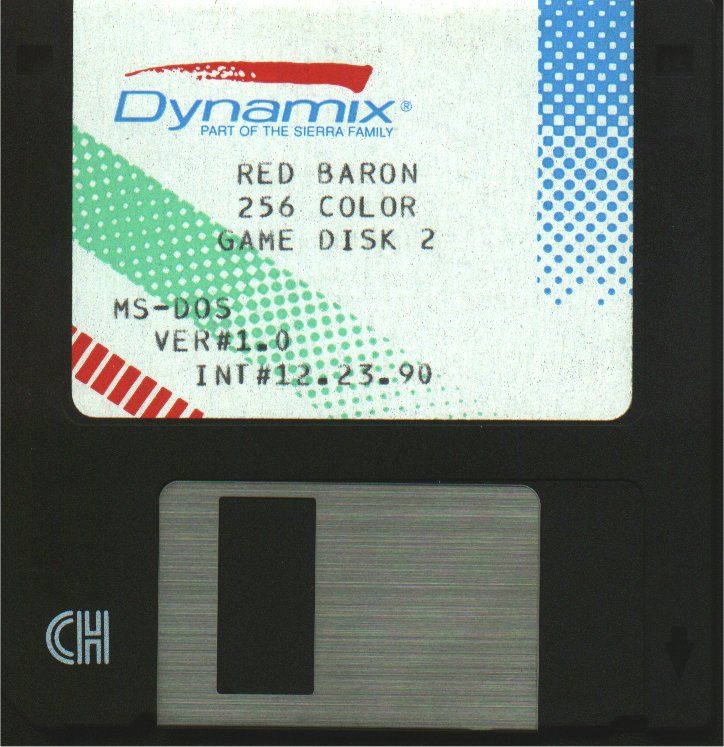 Dynamix®
PART OF THE SIERRA FAMILY
RED BARON
256 COLOR
GAME DISK 2
MS-DOS
VER#1.0
INT#12.23.90
CH